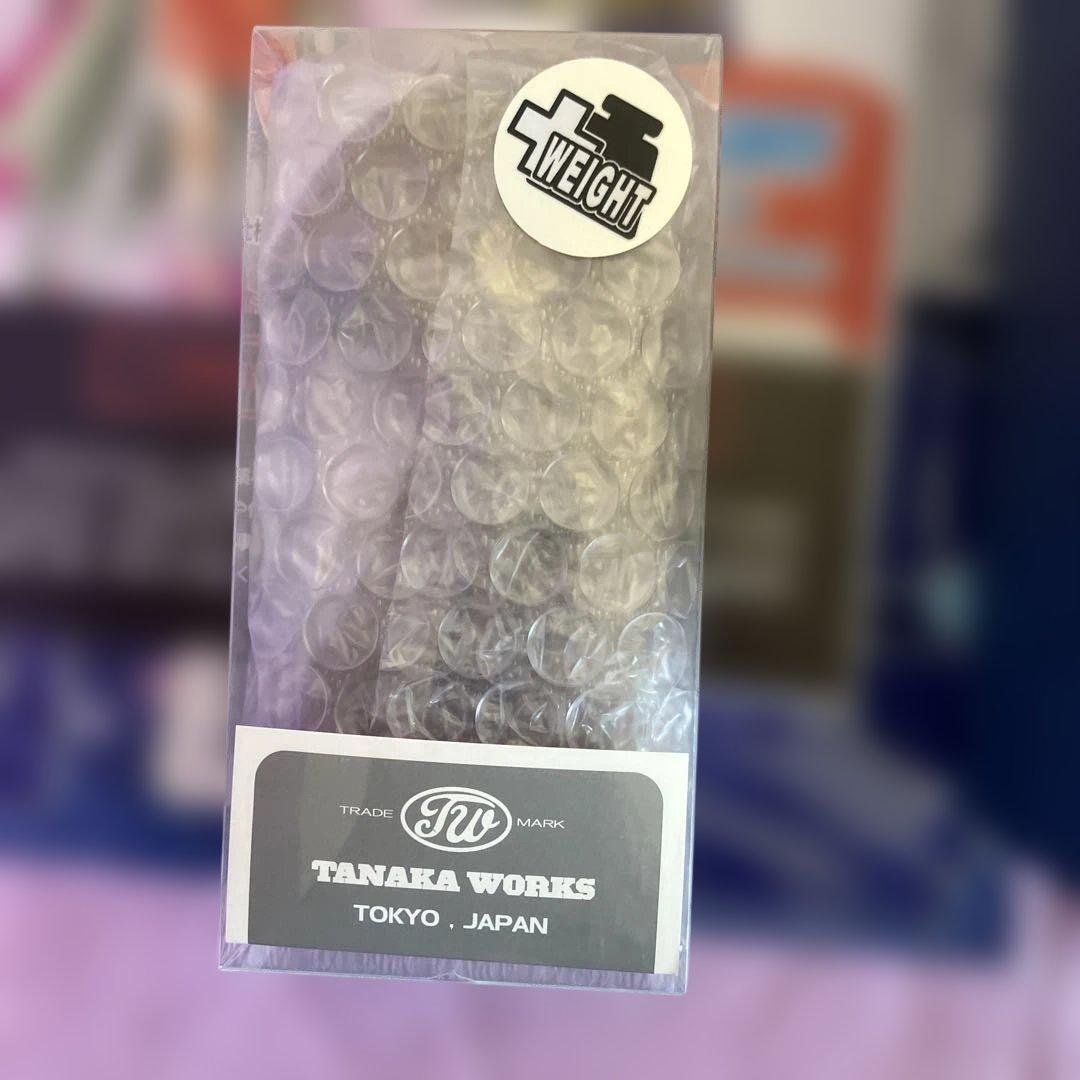 WEIGHT
TRADE TW MARK
TANAKA WORKS
TOKYO , JAPAN